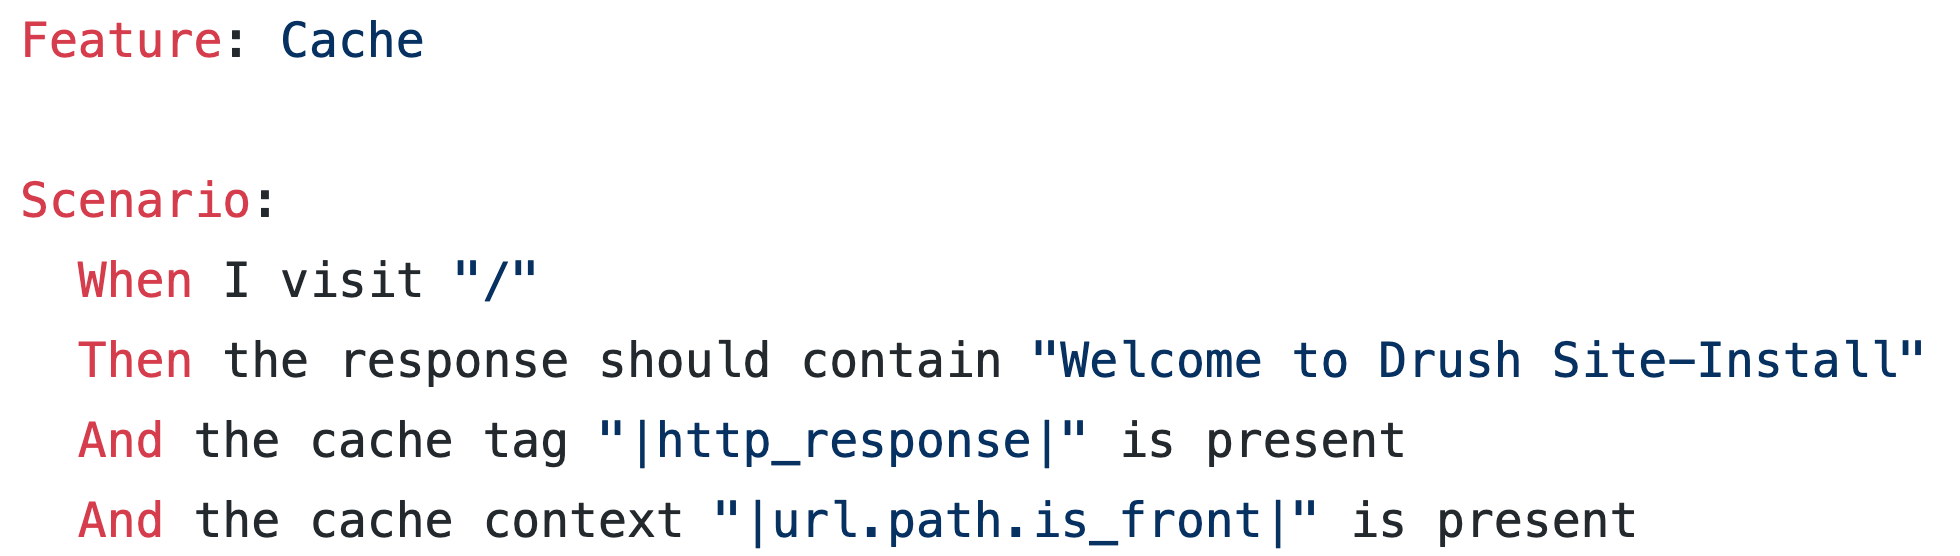 Feature: Cache
Scenario:
When I visit "/"
Then the response should contain "Welcome to Drush Site-Install"
And the cache tag "|http_response|" is present
And the cache context "|url.path.is_front|" is present